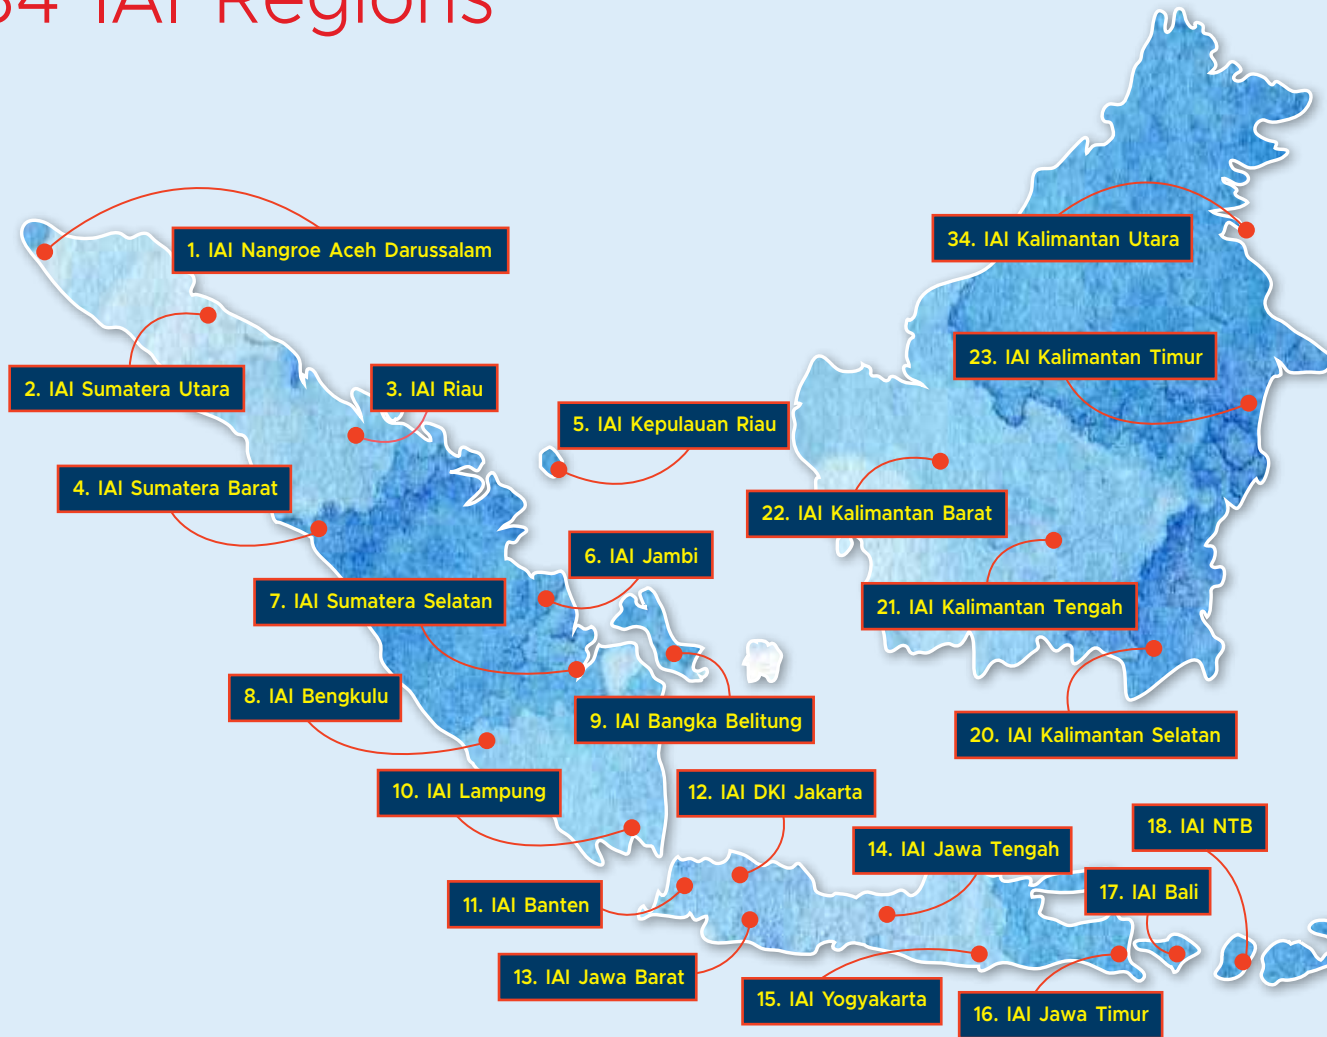 34 IAI Regions
1. IAI Nangroe Aceh Darussalam
34. IAI Kalimantan Utara
2. IAI Sumatera Utara
3. IAI Riau
23. IAI Kalimantan Timur
5. IAI Kepulauan Riau
4. IAI Sumatera Barat
22. IAI Kalimantan Barat
6. IAI Jambi
7. IAI Sumatera Selatan
21. IAI Kalimantan Tengah
8. IAI Bengkulu
9. IAI Bangka Belitung
20. IAI Kalimantan Selatan
10. IAI Lampung
12. IAI DKI Jakarta
18. IAI NTB
14. IAI Jawa Tengah
17. IAI Bali
11. IAI Banten
13. IAI Jawa Barat
15. IAI Yogyakarta
16. IAI Jawa Timur